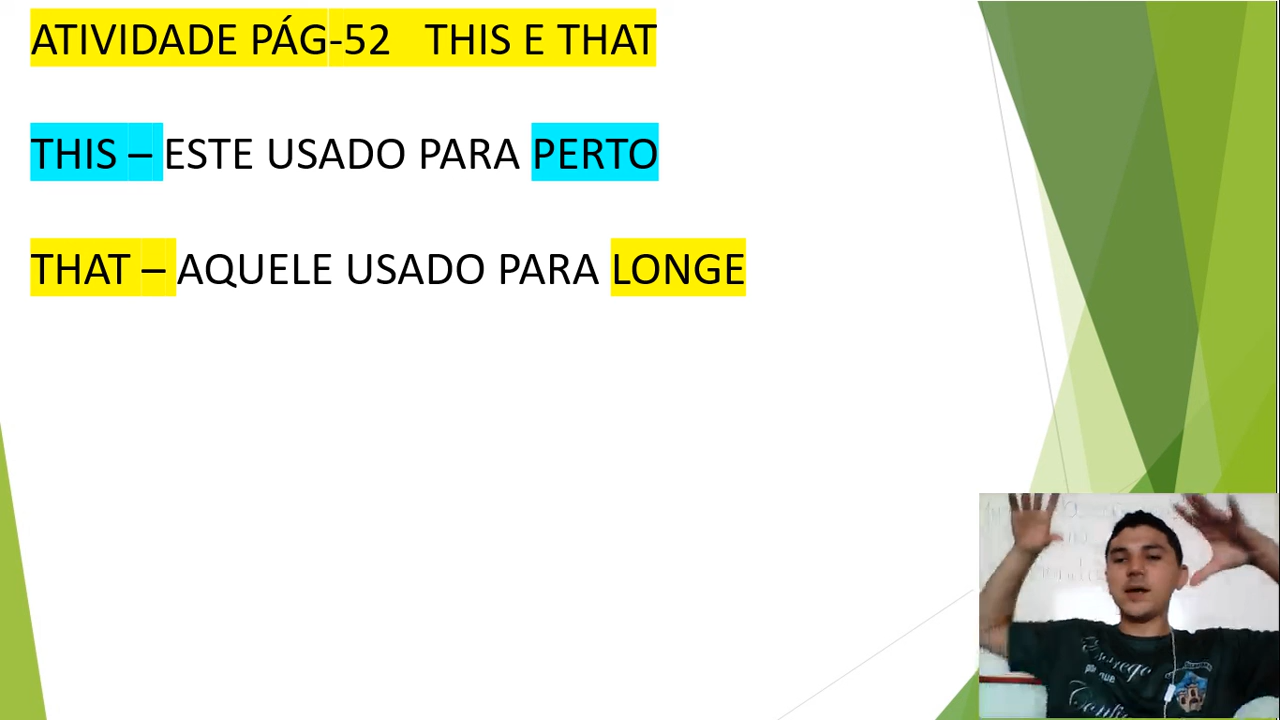 ATIVIDADE PÁG-52 THIS E THAT
THIS – ESTE USADO PARA PERTO
THAT – AQUELE USADO PARA LONGE